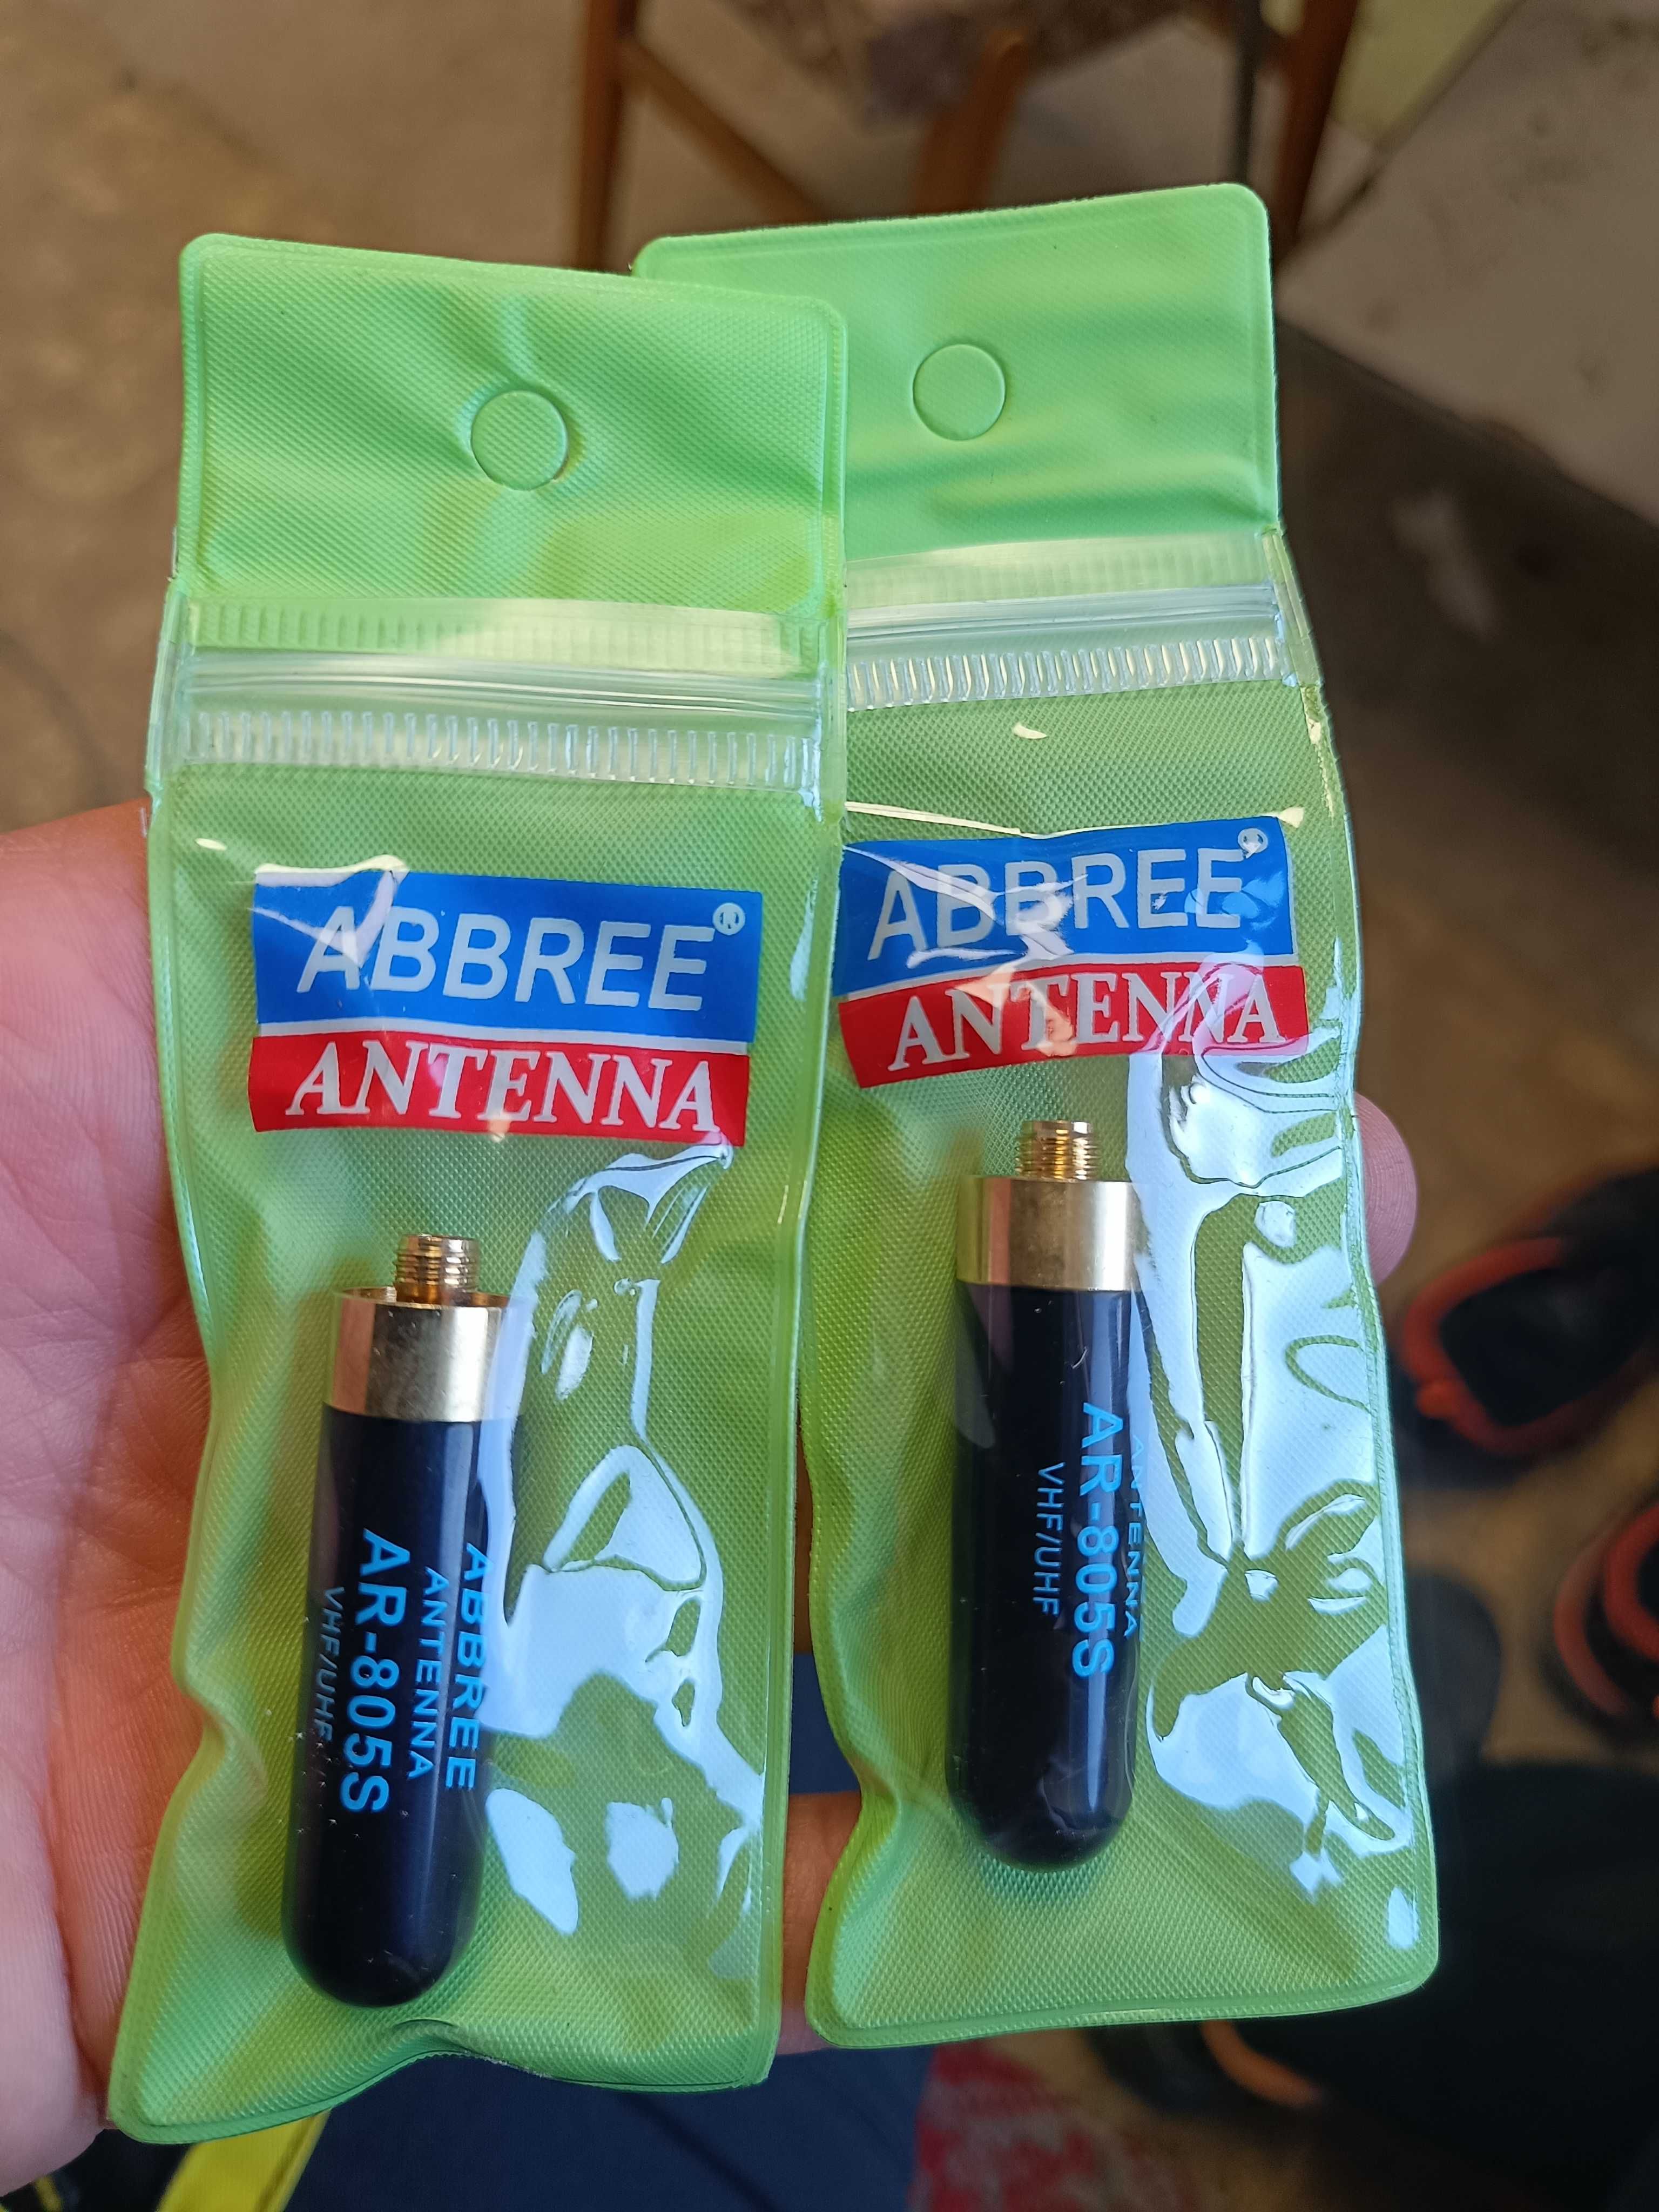 ABBREE®
ANTENNA
ABBREE
ANTENNA
AR-805S
VHF/UHF
ABBREE®
ANTENNA
ANTENNA
AR-805S
VHF/UHF